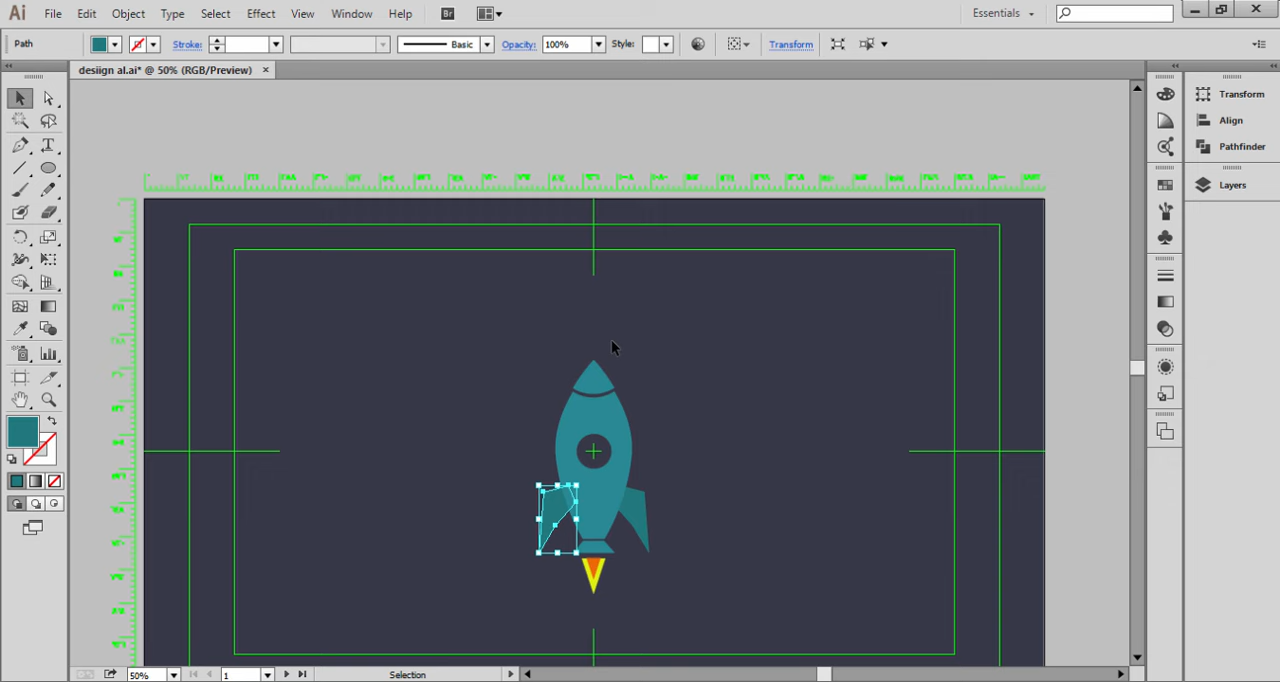 Ai File Edit Object Type Select Effect View Window Help Br Essentials
Path Stroke: Basic Opacity: 100% Style: Transform
desiign al.ai* @ 50% (RGB/Preview) ×
Transform
Align
Pathfinder
Layers
50% 1 Selection